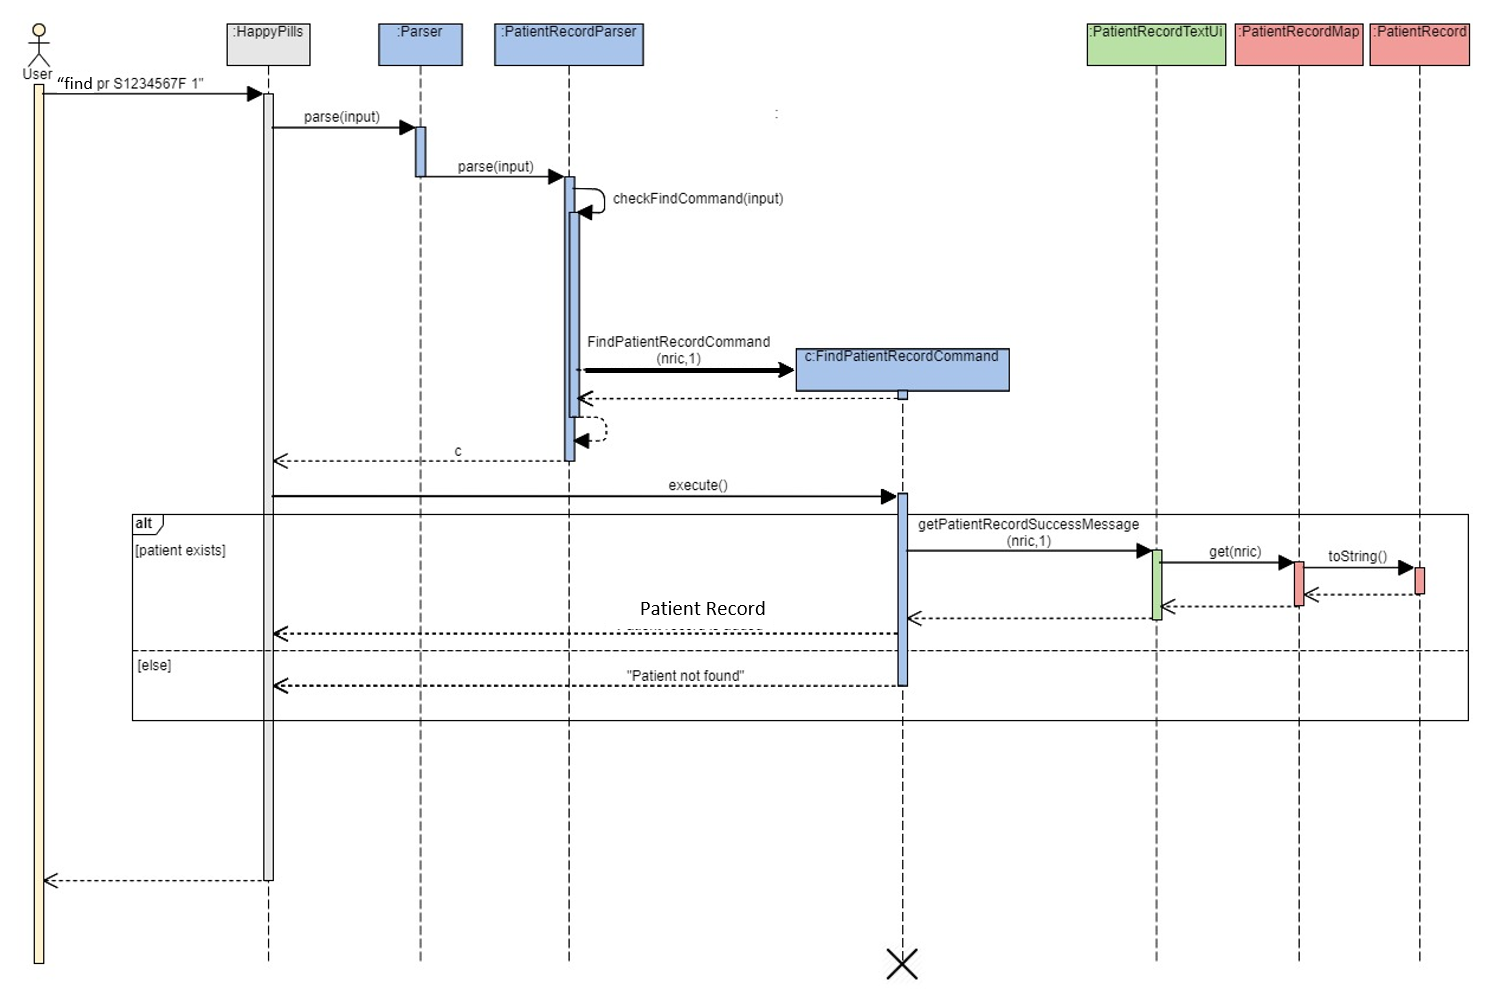 :HappyPills
:Parser
:PatientRecordParser
:PatientRecordTextUi
:PatientRecordMap
:PatientRecord
User
“find pr S1234567F 1"
parse(input)
:
parse(input)
checkFindCommand(input)
FindPatientRecordCommand
(nric,1)
c:FindPatientRecordCommand
c
execute()
alt
getPatientRecordSuccessMessage
(nric,1)
[patient exists]
get(nric)
toString()
Patient Record
[else]
"Patient not found"